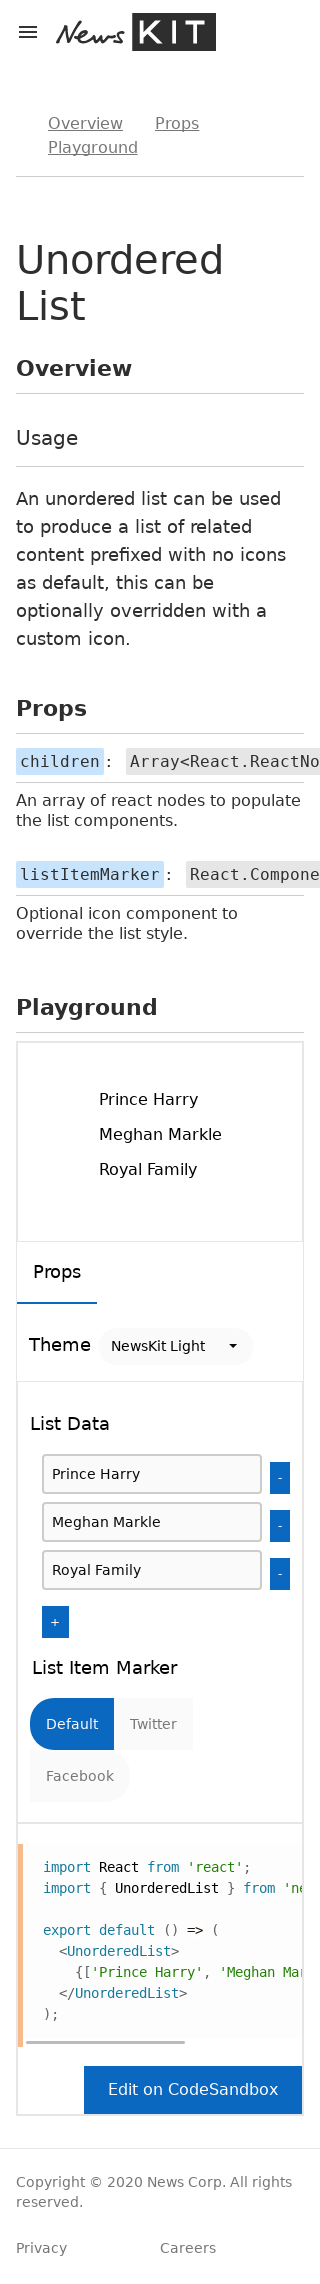 News KIT
Overview Props
Playground
Unordered
List
Overview
Usage
An unordered list can be used
to produce a list of related
content prefixed with no icons
as default, this can be
optionally overridden with a
custom icon.
Props
children: Array<React.ReactNo
An array of react nodes to populate
the list components.
listItemMarker: React.Compone
Optional icon component to
override the list style.
Playground
Prince Harry
Meghan Markle
Royal Family
Props
Theme NewsKit Light
List Data
Prince Harry -
Meghan Markle -
Royal Family -
+
List Item Marker
Default Twitter
Facebook
import React from 'react';
import { UnorderedList } from 'ne
export default () => (
<UnorderedList>
{['Prince Harry', 'Meghan Mar
</UnorderedList>
);
Edit on CodeSandbox
Copyright © 2020 News Corp. All rights
reserved.
Privacy Careers